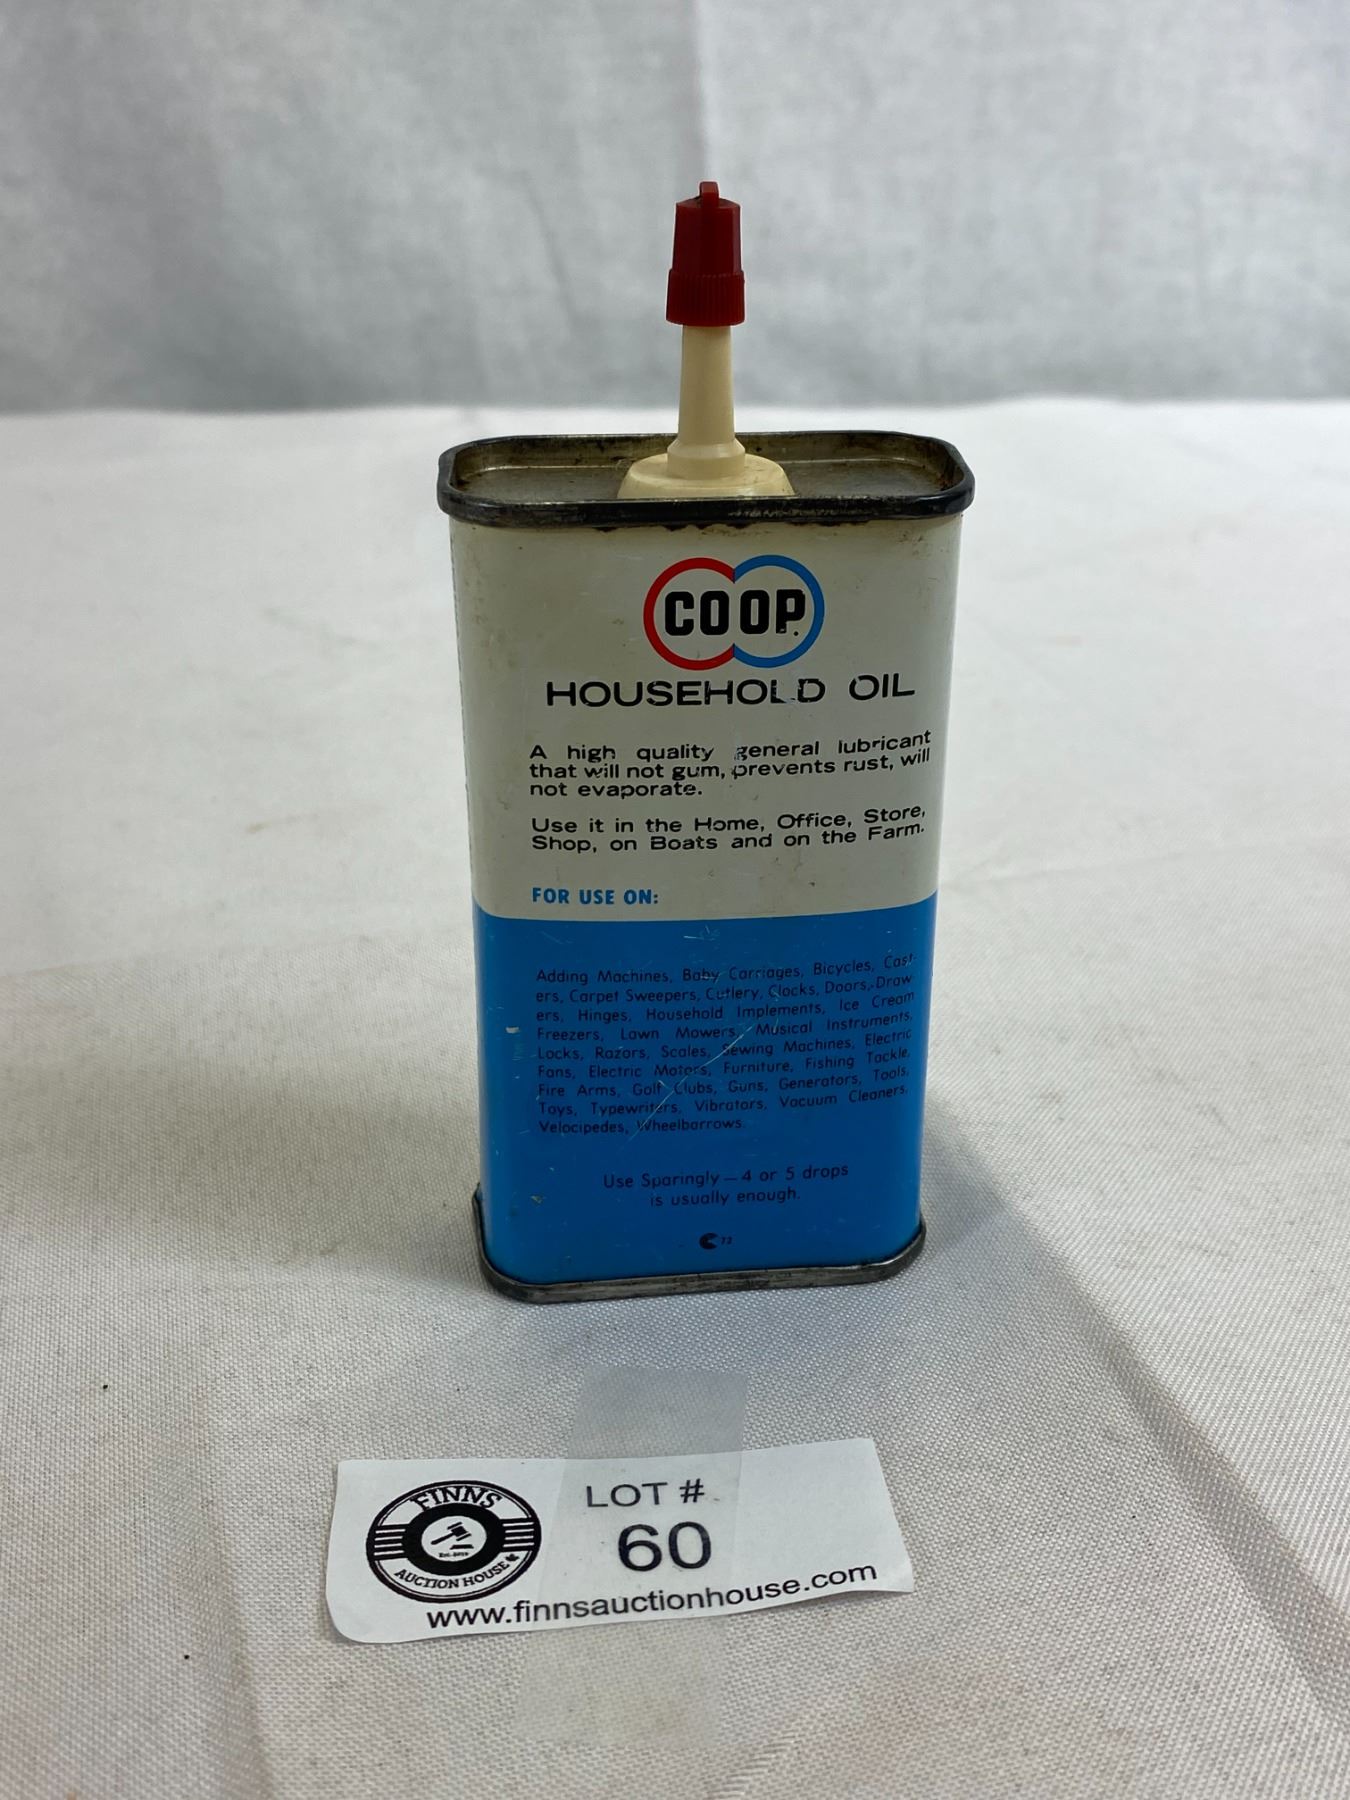 COOP
HOUSEHOLD OIL
A high quality general lubricant
that will not gum, prevents rust, will
not evaporate.
Use it in the Home, Office, Store,
Shop, on Boats and on the Farm.
FOR USE ON:
Adding Machines, Baby Carriages, Bicycles, Cast-
ers, Carpet Sweepers, Cutlery, Clocks, Doors, Draw-
ers, Hinges, Household Implements, Ice Cream
Freezers, Lawn Mowers, Musical Instruments,
Locks, Razors, Scales, Sewing Machines, Electric
Fans, Electric Motors, Furniture, Fishing Tackle,
Fire Arms, Golf Clubs, Guns, Generators, Tools,
Toys, Typewriters, Vibrators, Vacuum Cleaners,
Velocipedes, Wheelbarrows.
Use Sparingly — 4 or 5 drops
is usually enough.
72
FINNS
AUCTION HOUSE
LOT #
60
www.finnsauctionhouse.com